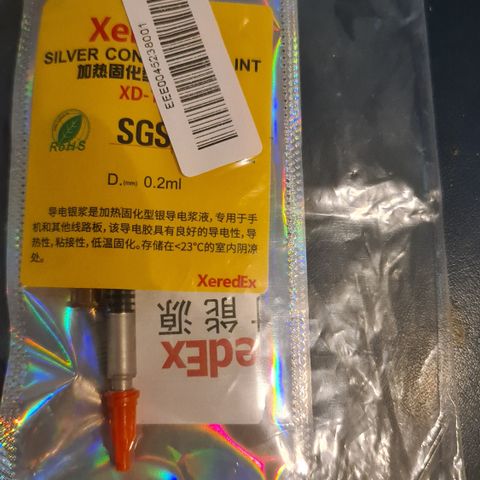 Xere
SILVER CON INT
加热固化
XD-
EEE0045238001
RoHS
SGS
D.(mm) 0.2ml
导电银浆是加热固化型银导电浆液，专用于手
机和其他线路板，该导电胶具有良好的导电性，导
热性，粘接性，低温固化。存储在<23℃的室内阴凉
处。
XeredEx
能源
redEx